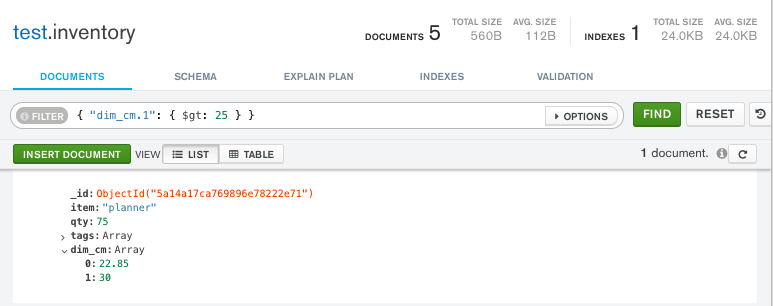 test.inventory
DOCUMENTS 5 TOTAL SIZE 560B AVG. SIZE 112B INDEXES 1 TOTAL SIZE 24.0KB AVG. SIZE 24.0KB
DOCUMENTS SCHEMA EXPLAIN PLAN INDEXES VALIDATION
FILTER { "dim_cm.1": { $gt: 25 } } OPTIONS FIND RESET
INSERT DOCUMENT VIEW LIST TABLE 1 document.
_id: ObjectId("5a14a17ca769896e78222e71")
item: "planner"
qty: 75
tags: Array
dim_cm: Array
0: 22.85
1: 30